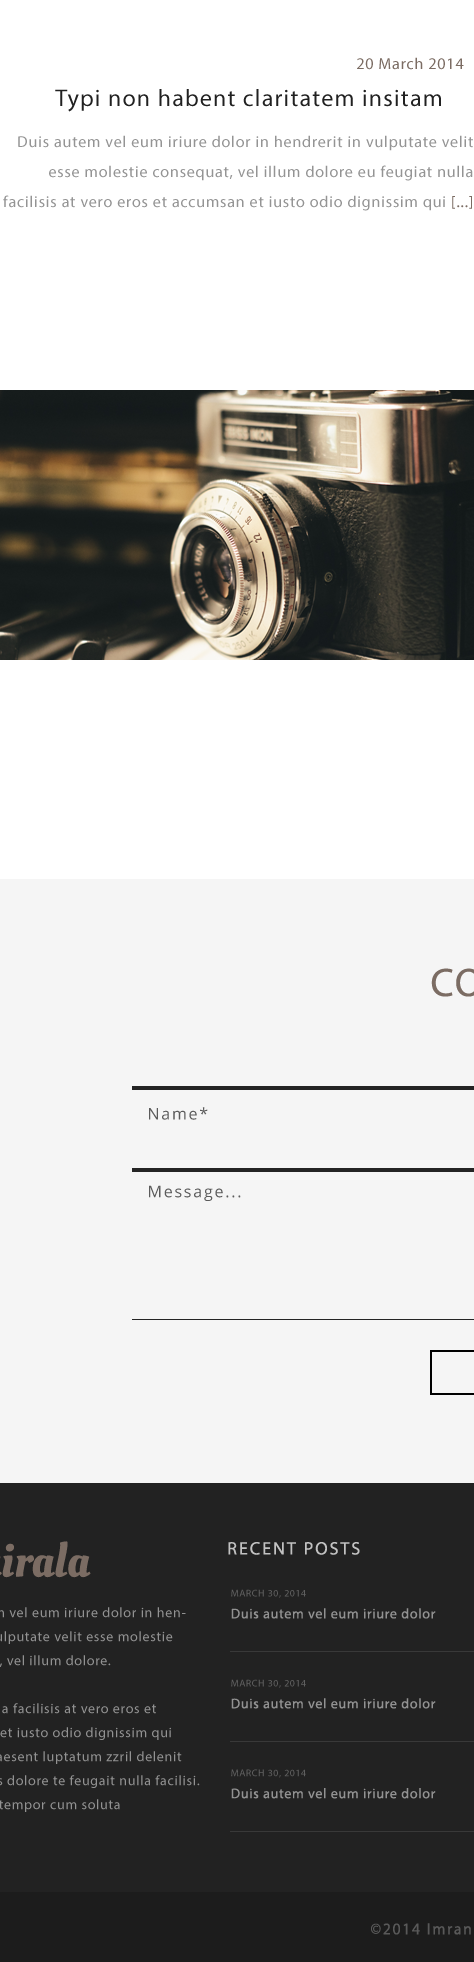 20 March 2014
Typi non habent claritatem insitam
Duis autem vel eum iriure dolor in hendrerit in vulputate velit
esse molestie consequat, vel illum dolore eu feugiat nulla
facilisis at vero eros et accumsan et iusto odio dignissim qui [...]
CO
Name*
Message...
irala
vel eum iriure dolor in hen-
ulputate velit esse molestie
, vel illum dolore.
a facilisis at vero eros et
et iusto odio dignissim qui
aesent luptatum zzril delenit
s dolore te feugait nulla facilisi.
tempor cum soluta
RECENT POSTS
MARCH 30, 2014
Duis autem vel eum iriure dolor
MARCH 30, 2014
Duis autem vel eum iriure dolor
MARCH 30, 2014
Duis autem vel eum iriure dolor
©2014 Imran